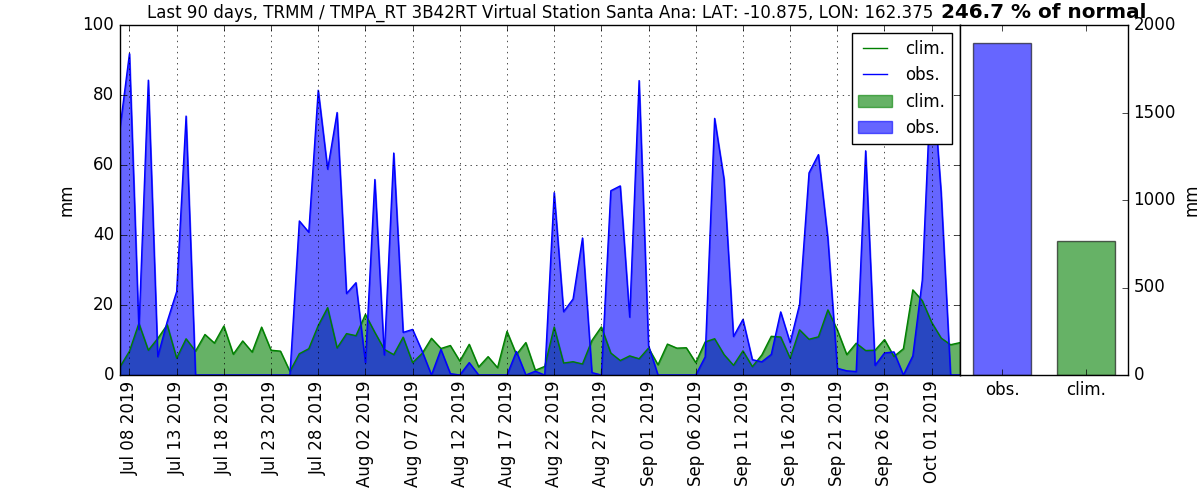 Last 90 days, TRMM / TMPA_RT 3B42RT Virtual Station Santa Ana: LAT: -10.875, LON: 162.375 246.7 % of normal
100
80
60
40
20
0
mm
clim.
obs.
clim.
obs.
2000
1500
1000
500
0
mm
obs.
clim.
Jul 08 2019
Jul 13 2019
Jul 18 2019
Jul 23 2019
Jul 28 2019
Aug 02 2019
Aug 07 2019
Aug 12 2019
Aug 17 2019
Aug 22 2019
Aug 27 2019
Sep 01 2019
Sep 06 2019
Sep 11 2019
Sep 16 2019
Sep 21 2019
Sep 26 2019
Oct 01 2019